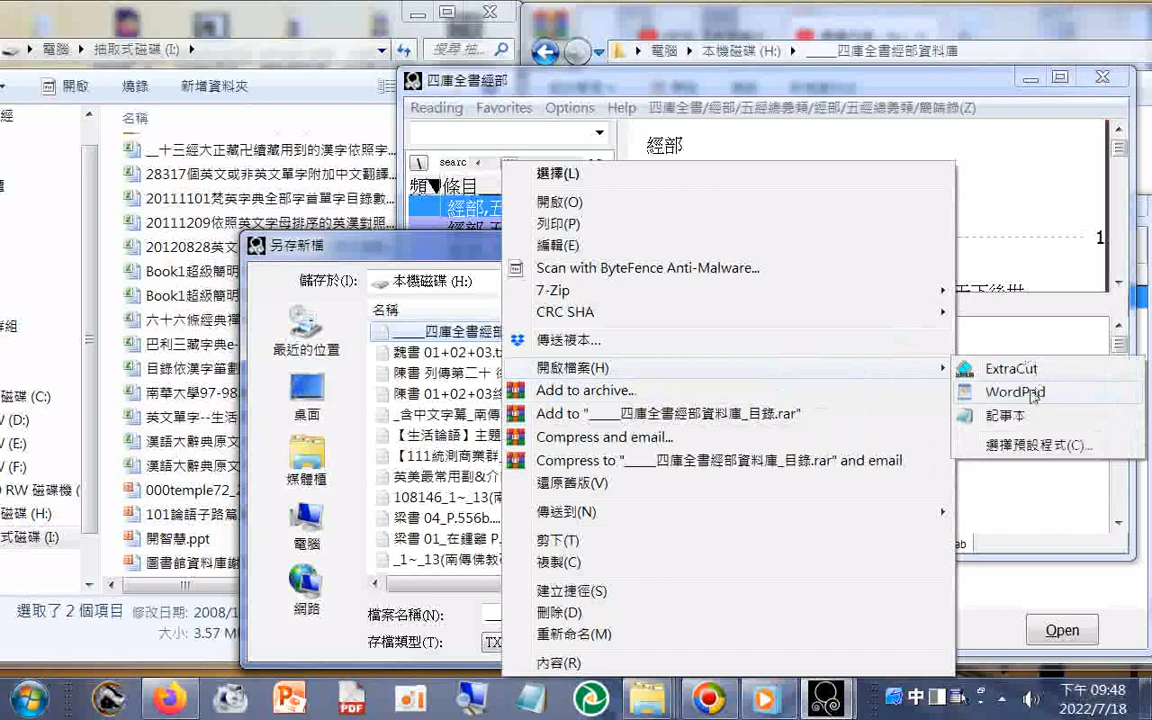 電腦 ▸ 抽取式磁碟 (I:) ▸
搜尋 抽...
開啟 燒錄 新增資料夾
名稱
__十三經大正藏卍續藏用到的漢字依照字...
28317個英文或非英文單字附加中文翻譯...
20111101梵英字典全部字首單字目錄數...
20111209依照英文字母排序的英漢對照...
20120828英文
Book1超級簡明
Book1超級簡明
六十六條經典禪
巴利三藏字典e-
目錄依漢字筆劃
南華大學97-98
英文單字--右邊
漢語大辭典原文
漢語大辭典原文
000temple72_2
101論語子路篇
開智慧.ppt
圖書館資料庫謝
經
群組
磁碟 (C:)
(D:)
(E:)
(F:)
RW 磁碟機 (
磁碟 (H:)
式磁碟 (I:)
選取了 2 個項目 修改日期: 2008/1
大小: 3.57 M
電腦 ▸ 本機磁碟 (H:) ▸ ____四庫全書經部資料庫
四庫全書經部
Reading Favorites Options Help 四庫全書/經部/五經總義類/經部/五經總義類/簡端錄(Z)
經部
\ searc
頻▼條目
經部,五
經部,五
1
天下後世
ab
Open
另存新檔
儲存於(I): 本機磁碟 (H:)
名稱
最近的位置
桌面
媒體櫃
電腦
網路
____四庫全書經部
魏書 01+02+03.t
陳書 列傳第二十
陳書 01+02+03終
_含中文字幕_南傳
【生活論語】主題
【111統測商業群
英美最常用劃&介
108146_1~_13(南
梁書 04_P.556b...
梁書 01_在鍾離 P.
_1~_13(南傳佛教
檔案名稱(N):
存檔類型(T): TX
選擇(L)
開啟(O)
列印(P)
編輯(E)
Scan with ByteFence Anti-Malware...
7-Zip
CRC SHA
傳送複本...
開啟檔案(H)
Add to archive...
Add to "____四庫全書經部資料庫_目錄.rar"
Compress and email...
Compress to "____四庫全書經部資料庫_目錄.rar" and email
還原舊版(V)
傳送到(N)
剪下(T)
複製(C)
建立捷徑(S)
刪除(D)
重新命名(M)
內容(R)
ExtraCut
WordPad
記事本
選擇預設程式(C)...
PDF
中
下午 09:48
2022/7/18